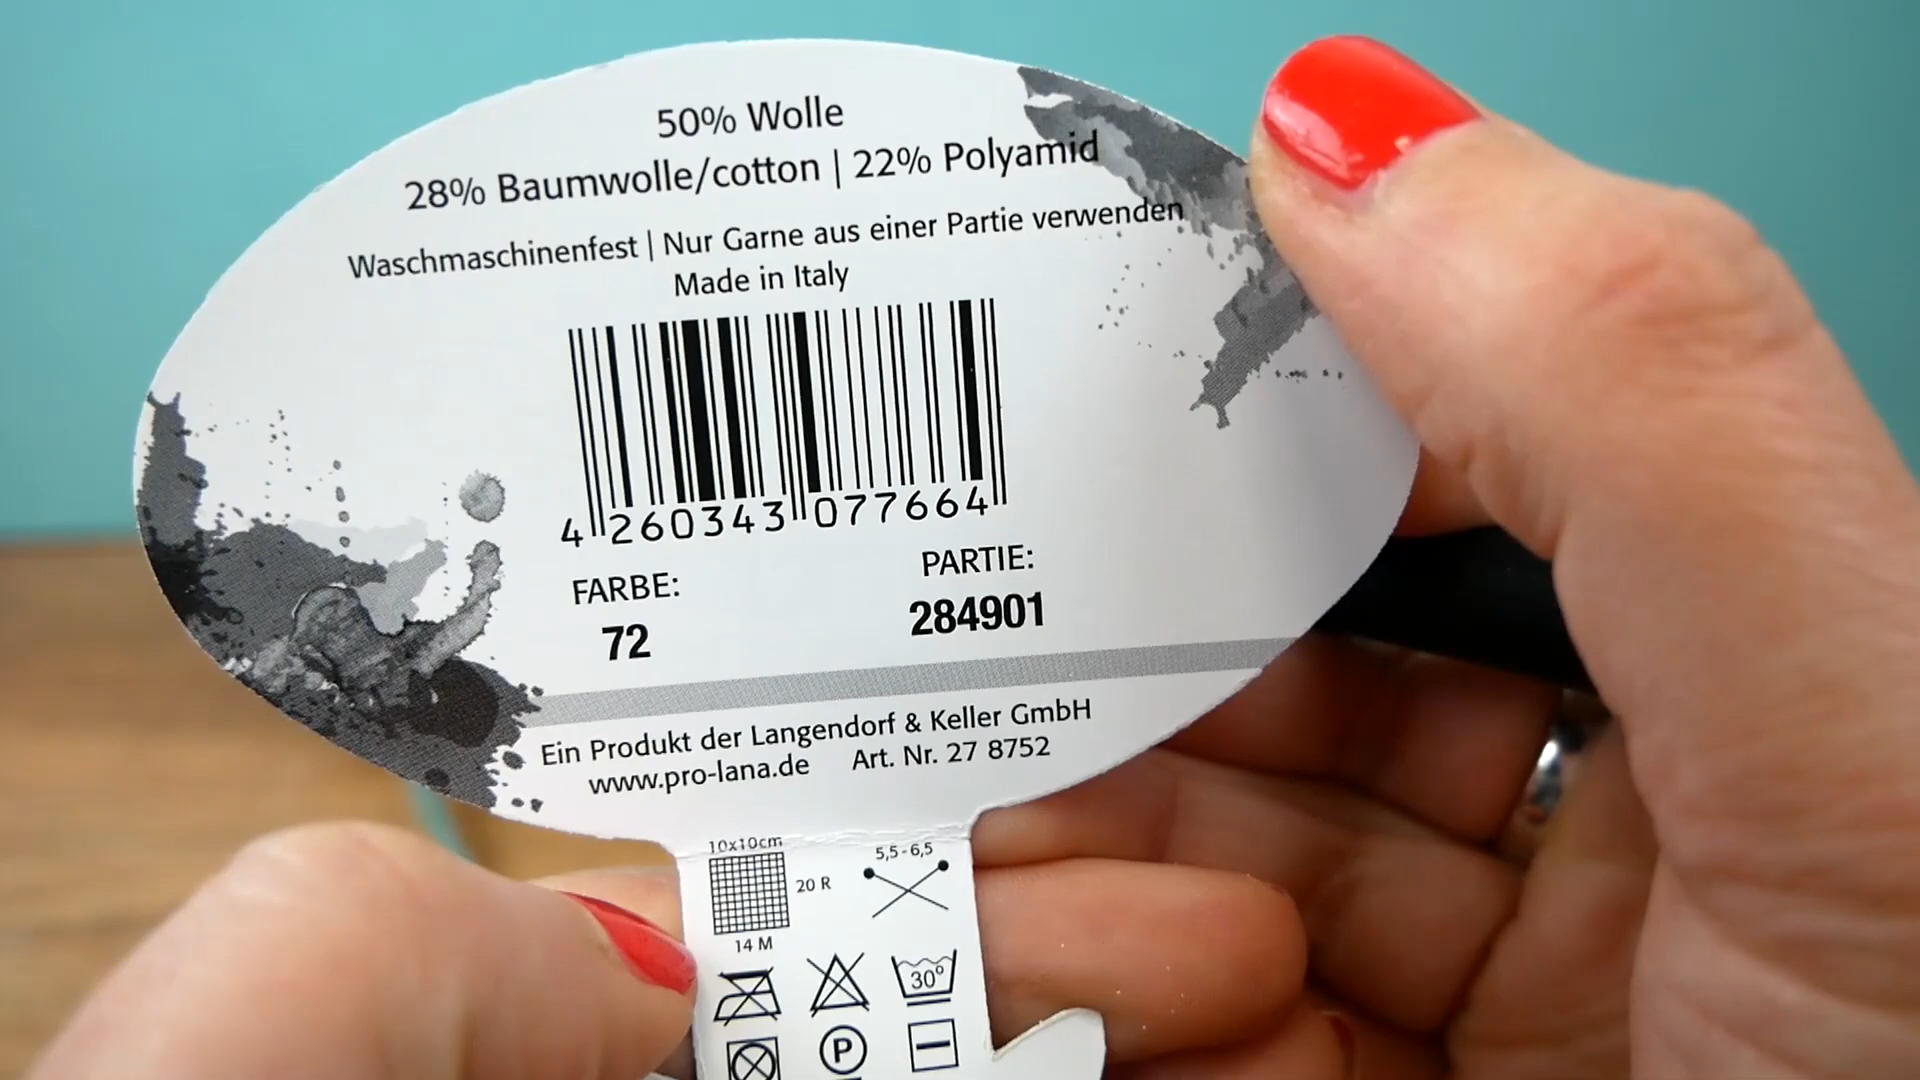 50% Wolle
28% Baumwolle/cotton | 22% Polyamid
Waschmaschinenfest | Nur Garne aus einer Partie verwenden
Made in Italy
4 260343 077664
FARBE: PARTIE:
72 284901
Ein Produkt der Langendorf & Keller GmbH
www.pro-lana.de Art. Nr. 27 8752
10x10cm 5,5-6,5
20 R
14 M
30°
P